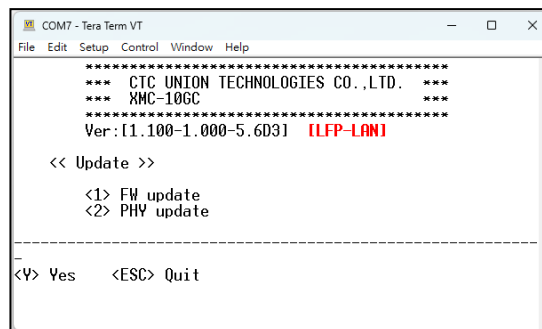 COM7 - Tera Term VT
File Edit Setup Control Window Help
*******************************************
*** CTC UNION TECHNOLOGIES CO.,LTD. ***
*** XMC-10GC ***
*******************************************
Ver:[1.100-1.000-5.6D3] [LFP-LAN]
<< Update >>
<1> FW update
<2> PHY update
-----------------------------------------------------------------
_
<Y> Yes <ESC> Quit